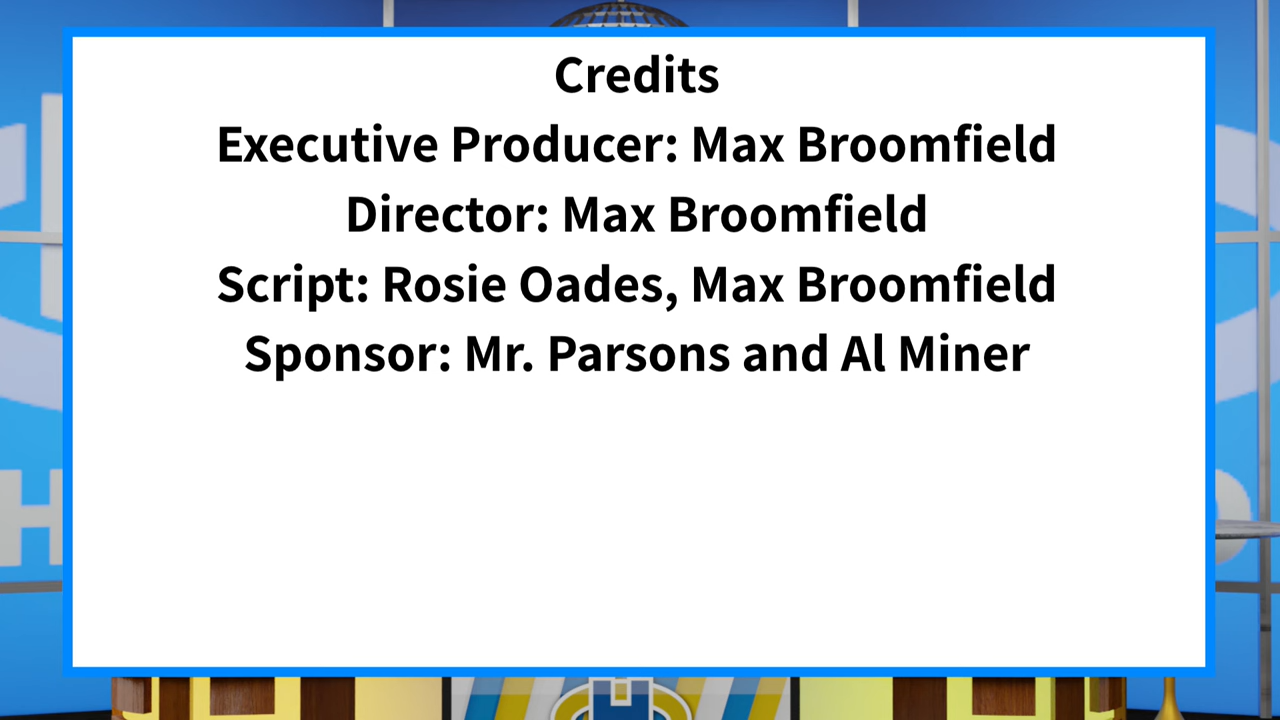 Credits
Executive Producer: Max Broomfield
Director: Max Broomfield
Script: Rosie Oades, Max Broomfield
Sponsor: Mr. Parsons and Al Miner